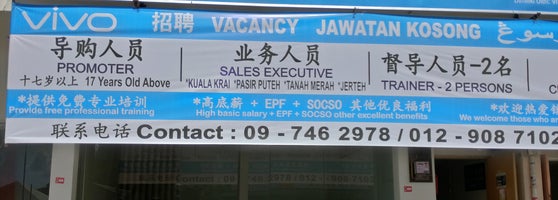 vivo 招聘 VACANCY JAWATAN KOSONG
导购人员 业务人员 督导人员-2名
PROMOTER SALES EXECUTIVE TRAINER - 2 PERSONS
十七岁以上 17 Years Old Above *KUALA KRAI *PASIR PUTEH *TANAH MERAH *JERTEH
*提供免费专业培训 *高底薪 + EPF + SOCSO 其他优良福利 *欢迎热爱
Provide free professional training High basic salary + EPF + SOCSO other excellent benefits We welcome those who
联系电话 Contact : 09 - 746 2978 / 012 - 908 7102